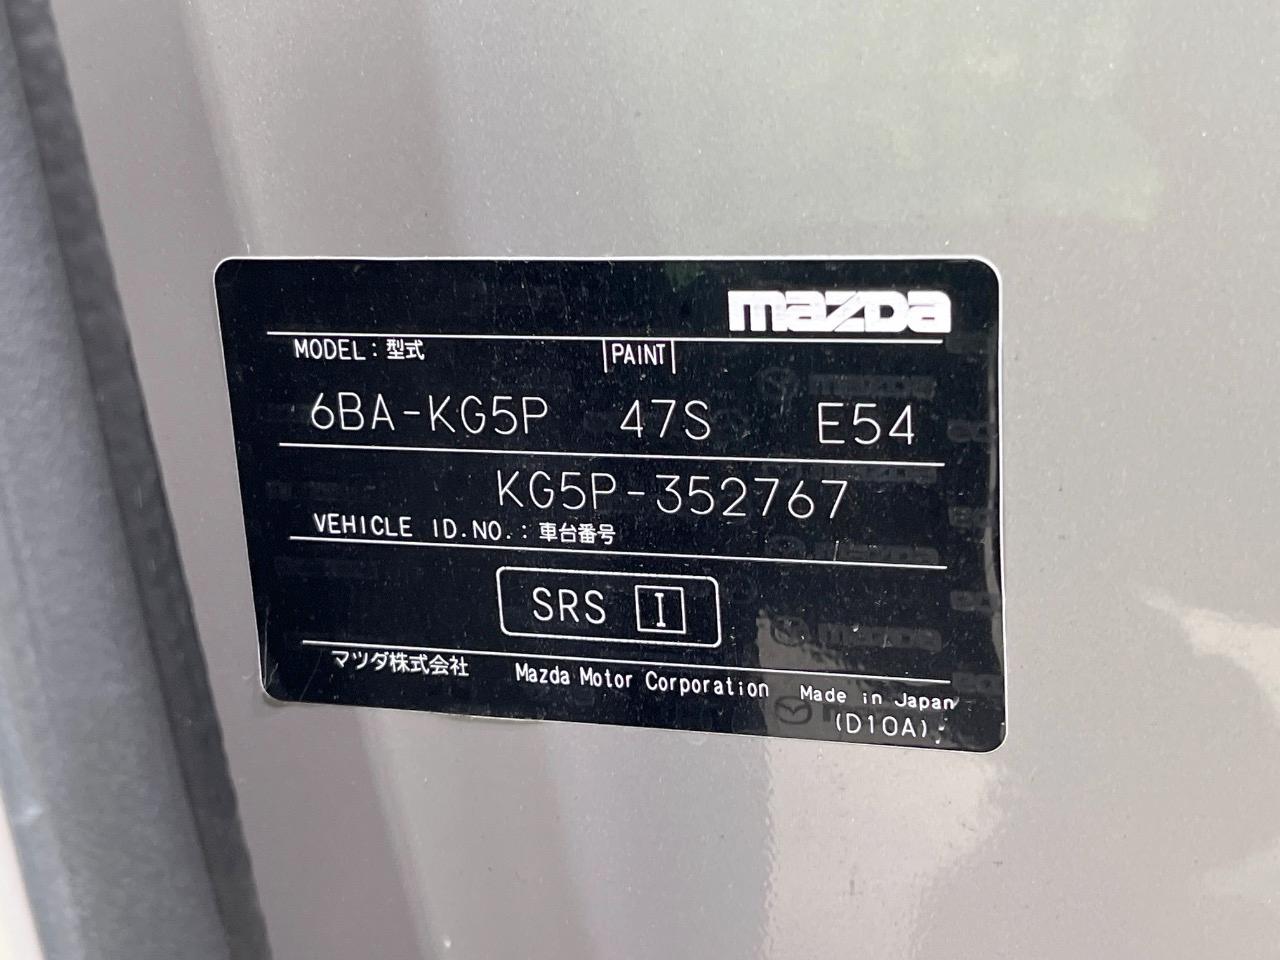 mazda
MODEL：型式 PAINT
6BA-KG5P 47S E54
KG5P-352767
VEHICLE ID.NO.：車台番号
SRS I
マツダ株式会社 Mazda Motor Corporation Made in Japan
(D10A)